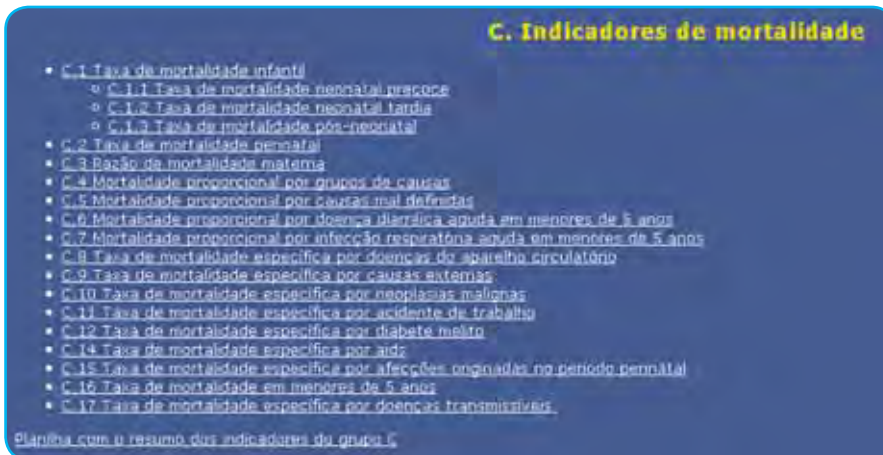 C. Indicadores de mortalidade
C.1 Taxa de mortalidade infantil
C.1.1 Taxa de mortalidade neonatal precoce
C.1.2 Taxa de mortalidade neonatal tardia
C.1.3 Taxa de mortalidade pós-neonatal
C.2 Taxa de mortalidade perinatal
C.3 Razão de mortalidade materna
C.4 Mortalidade proporcional por grupos de causas
C.5 Mortalidade proporcional por causas mal definidas
C.6 Mortalidade proporcional por doença diarréica aguda em menores de 5 anos
C.7 Mortalidade proporcional por infecção respiratória aguda em menores de 5 anos
C.8 Taxa de mortalidade específica por doenças do aparelho circulatório
C.9 Taxa de mortalidade específica por causas externas
C.10 Taxa de mortalidade específica por neoplasias malignas
C.11 Taxa de mortalidade específica por acidente de trabalho
C.12 Taxa de mortalidade específica por diabete melito
C.14 Taxa de mortalidade específica por aids
C.15 Taxa de mortalidade específica por afecções originadas no período perinatal
C.16 Taxa de mortalidade em menores de 5 anos
C.17 Taxa de mortalidade específica por doenças transmissíveis
Planilha com o resumo dos indicadores do grupo C